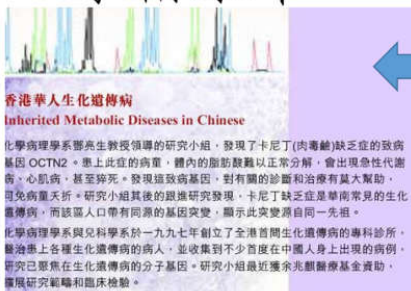 香港華人生化遺傳病
Inherited Metabolic Diseases in Chinese
化學病理學系鄧亮生教授領導的研究小組，發現了卡尼丁(肉毒鹼)缺乏症的致病
基因 OCTN2。患上此症的病童，體內的脂肪酸難以正常分解，會出現急性代謝
病、心肌病，甚至猝死。發現這致病基因，對有關的診斷和治療有莫大幫助，
可免病童夭折。研究小組其後的跟進研究發現，卡尼丁缺乏症是華南常見的生化
遺傳病，而該區人口帶有同源的基因突變，顯示此突變源自同一先祖。
化學病理學系與兒科學系於一九九七年創立了全港首間生化遺傳病的專科診所，
醫治患上各種生化遺傳病的病人，並收集到不少首度在中國人身上出現的病例，
研究已聚焦在生化遺傳病的分子基因。研究小組最近獲余兆麒醫療基金資助，
擴展研究範疇和臨床檢驗。